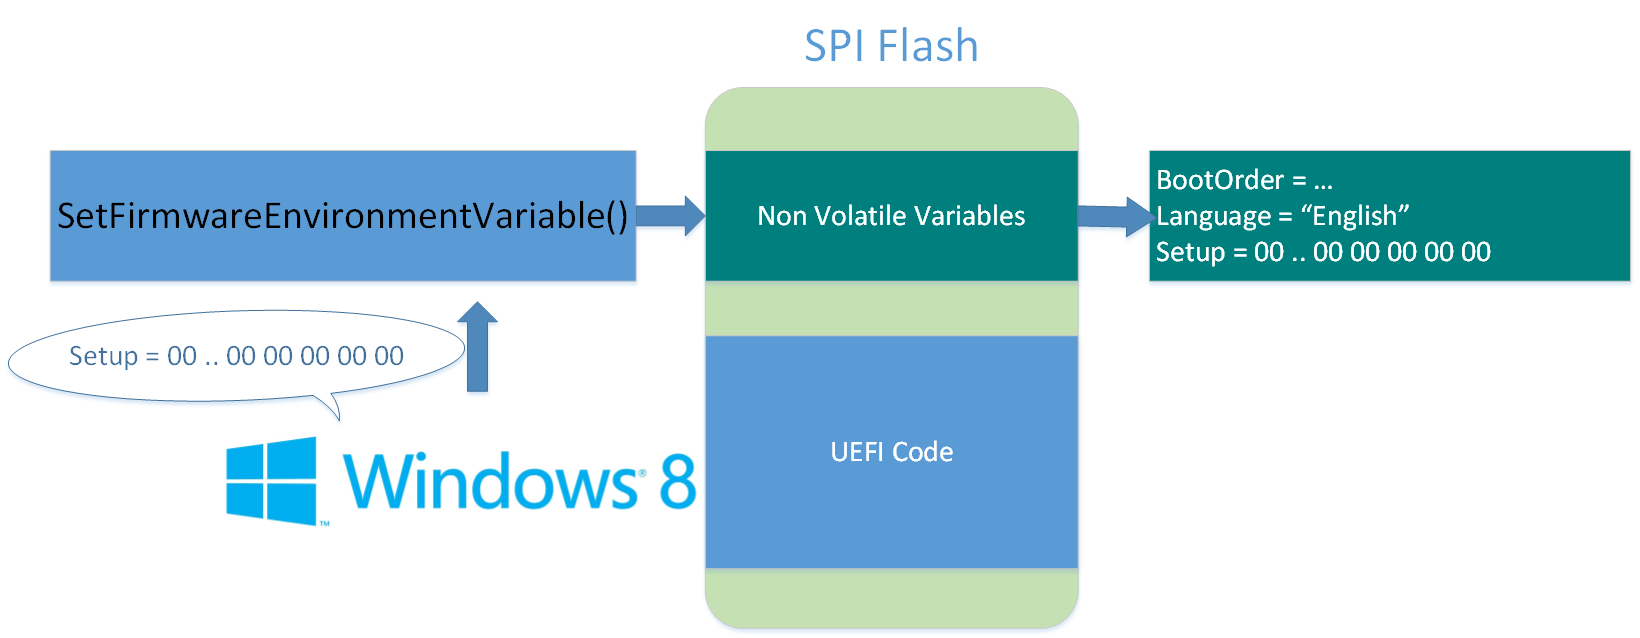 SPI Flash
SetFirmwareEnvironmentVariable()
Non Volatile Variables
BootOrder = ...
Language = “English”
Setup = 00 .. 00 00 00 00 00
Setup = 00 .. 00 00 00 00 00
UEFI Code
Windows® 8
™